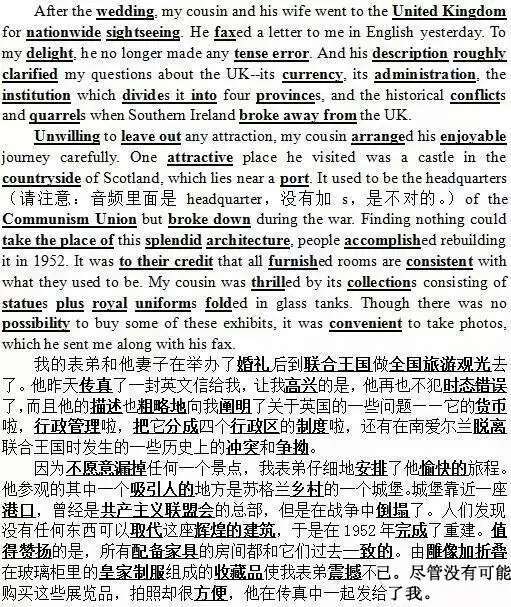 After the wedding, my cousin and his wife went to the United Kingdom
for nationwide sightseeing. He faxed a letter to me in English yesterday. To
my delight, he no longer made any tense error. And his description roughly
clarified my questions about the UK--its currency, its administration, the
institution which divides it into four provinces, and the historical conflicts
and quarrels when Southern Ireland broke away from the UK.
Unwilling to leave out any attraction, my cousin arranged his enjoyable
journey carefully. One attractive place he visited was a castle in the
countryside of Scotland, which lies near a port. It used to be the headquarters
（请注意：音频里面是 headquarter，没有加 s，是不对的。）of the
Communism Union but broke down during the war. Finding nothing could
take the place of this splendid architecture, people accomplished rebuilding
it in 1952. It was to their credit that all furnished rooms are consistent with
what they used to be. My cousin was thrilled by its collections consisting of
statues plus royal uniforms folded in glass tanks. Though there was no
possibility to buy some of these exhibits, it was convenient to take photos,
which he sent me along with his fax.
我的表弟和他妻子在举办了婚礼后到联合王国做全国旅游观光去
了。他昨天传真了一封英文信给我，让我高兴的是，他再也不犯时态错误
了，而且他的描述也粗略地向我阐明了关于英国的一些问题－－它的货币
啦，行政管理啦，把它分成四个行政区的制度啦，还有在南爱尔兰脱离
联合王国时发生的一些历史上的冲突和争拗。
因为不愿意漏掉任何一个景点，我表弟仔细地安排了他愉快的旅程。
他参观的其中一个吸引人的地方是苏格兰乡村的一个城堡。城堡靠近一座
港口，曾经是共产主义联盟会的总部，但是在战争中倒塌了。人们发现
没有任何东西可以取代这座辉煌的建筑，于是在 1952 年完成了重建。值
得赞扬的是，所有配备家具的房间都和它们过去一致的。由雕像加折叠
在玻璃柜里的皇家制服组成的收藏品使我表弟震撼不已。尽管没有可能
购买这些展览品，拍照却很方便，他在传真中一起发给了我。